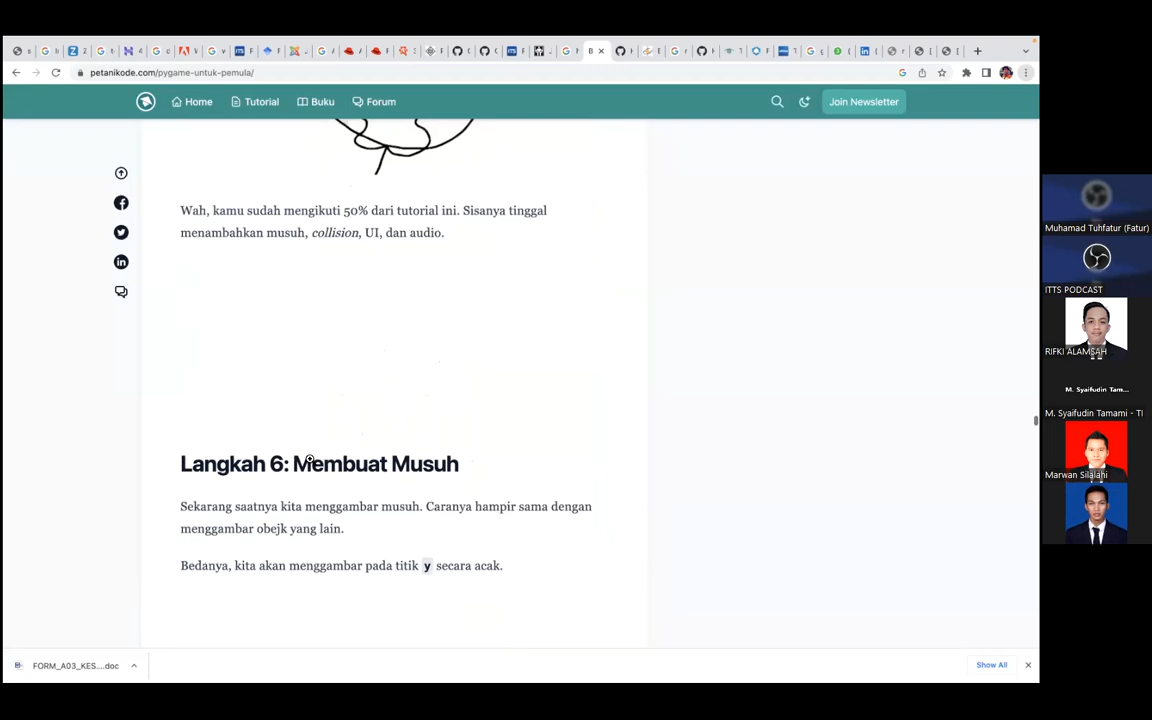 petanikode.com/pygame-untuk-pemula/
Home
Tutorial
Buku
Forum
Join Newsletter
Wah, kamu sudah mengikuti 50% dari tutorial ini. Sisanya tinggal
menambahkan musuh, collision, UI, dan audio.
Langkah 6: Membuat Musuh
Sekarang saatnya kita menggambar musuh. Caranya hampir sama dengan
menggambar obejk yang lain.
Bedanya, kita akan menggambar pada titik y secara acak.
FORM_A03_KES....doc
Show All
Muhamad Tuhfatur (Fatur)
ITTS PODCAST
RIFKI ALAMSAH
M. Syaifudin Tam...
M. Syaifudin Tamami - TI
Marwan Silalahi